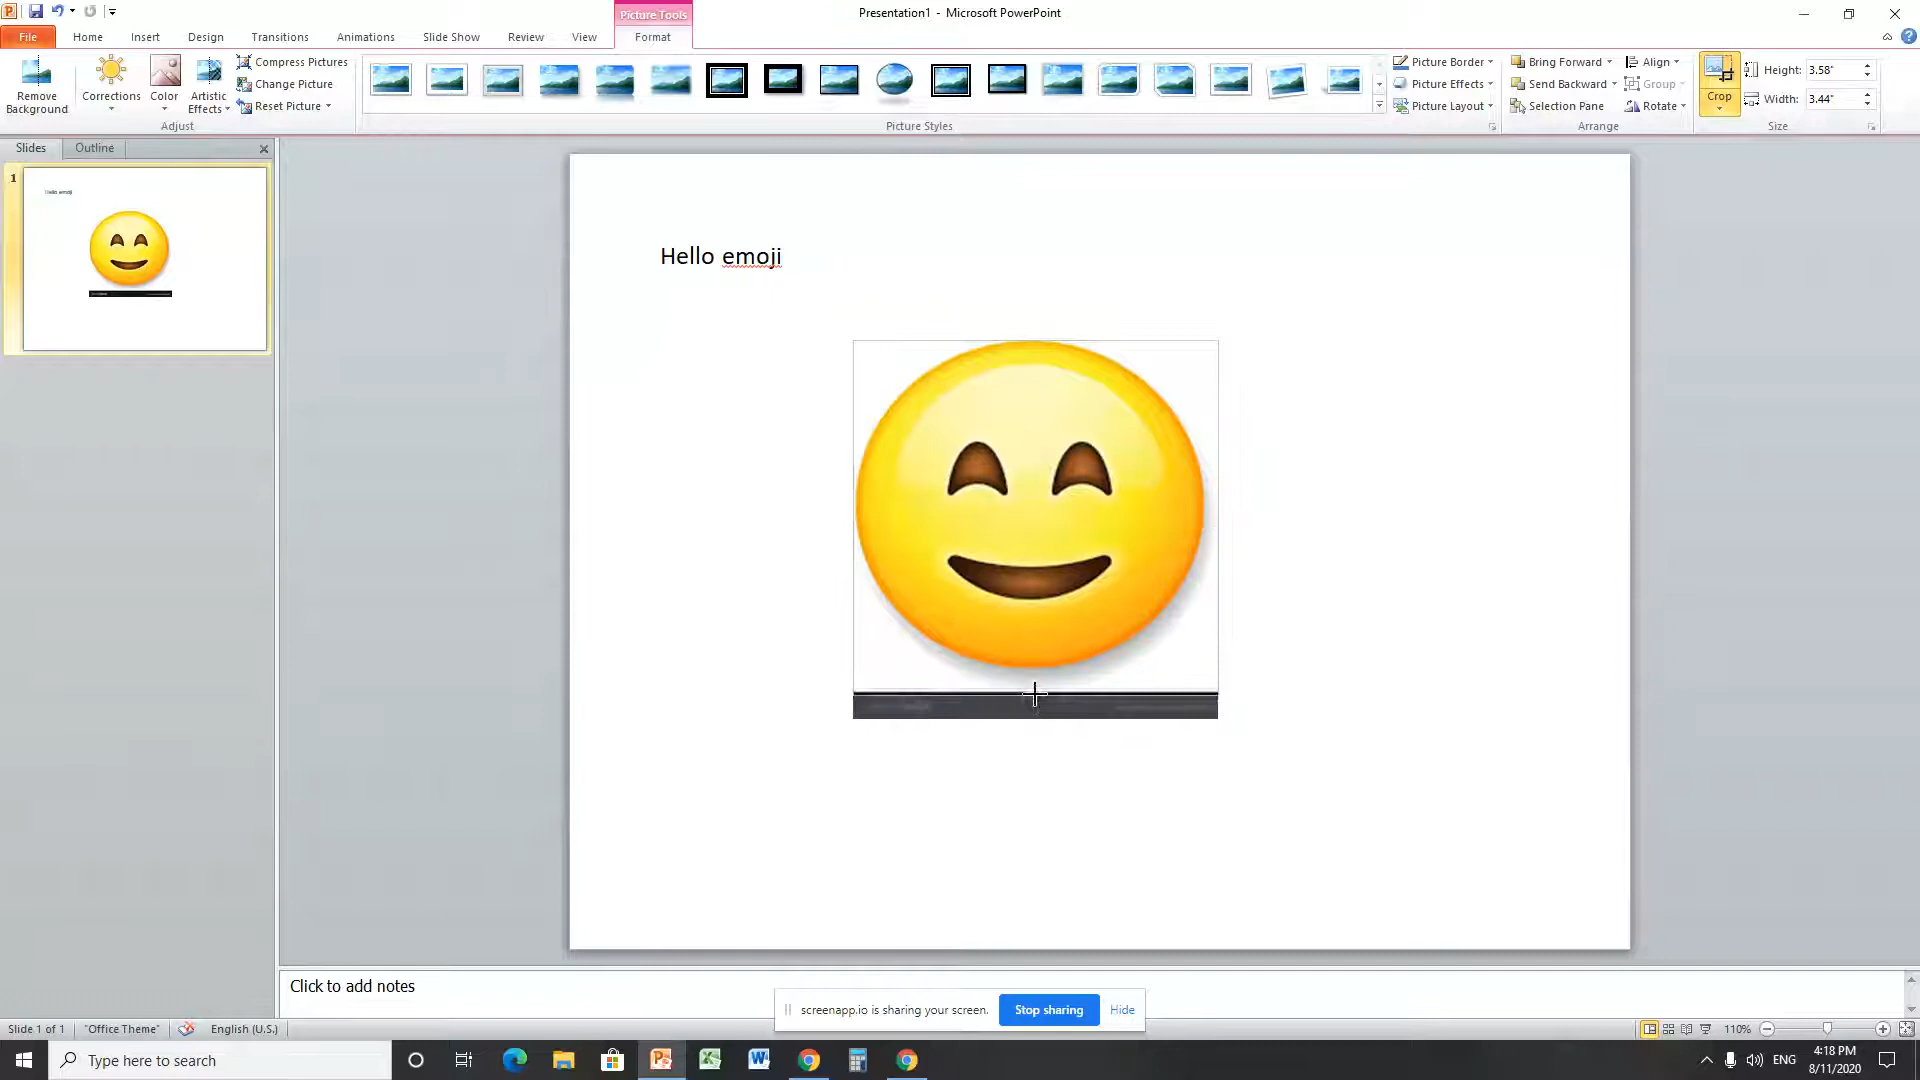 Picture Tools
Presentation1 - Microsoft PowerPoint
File Home Insert Design Transitions Animations Slide Show Review View Format
Remove Background
Corrections
Color
Artistic Effects
Compress Pictures
Change Picture
Reset Picture
Adjust
Picture Styles
Picture Border
Picture Effects
Picture Layout
Bring Forward
Send Backward
Selection Pane
Align
Group
Rotate
Arrange
Crop
Height: 3.58"
Width: 3.44"
Size
Slides Outline
1
Hello emoji
Hello emoji
Click to add notes
screenapp.io is sharing your screen. Stop sharing Hide
Slide 1 of 1 "Office Theme" English (U.S.) 110%
Type here to search
ENG
4:18 PM
8/11/2020